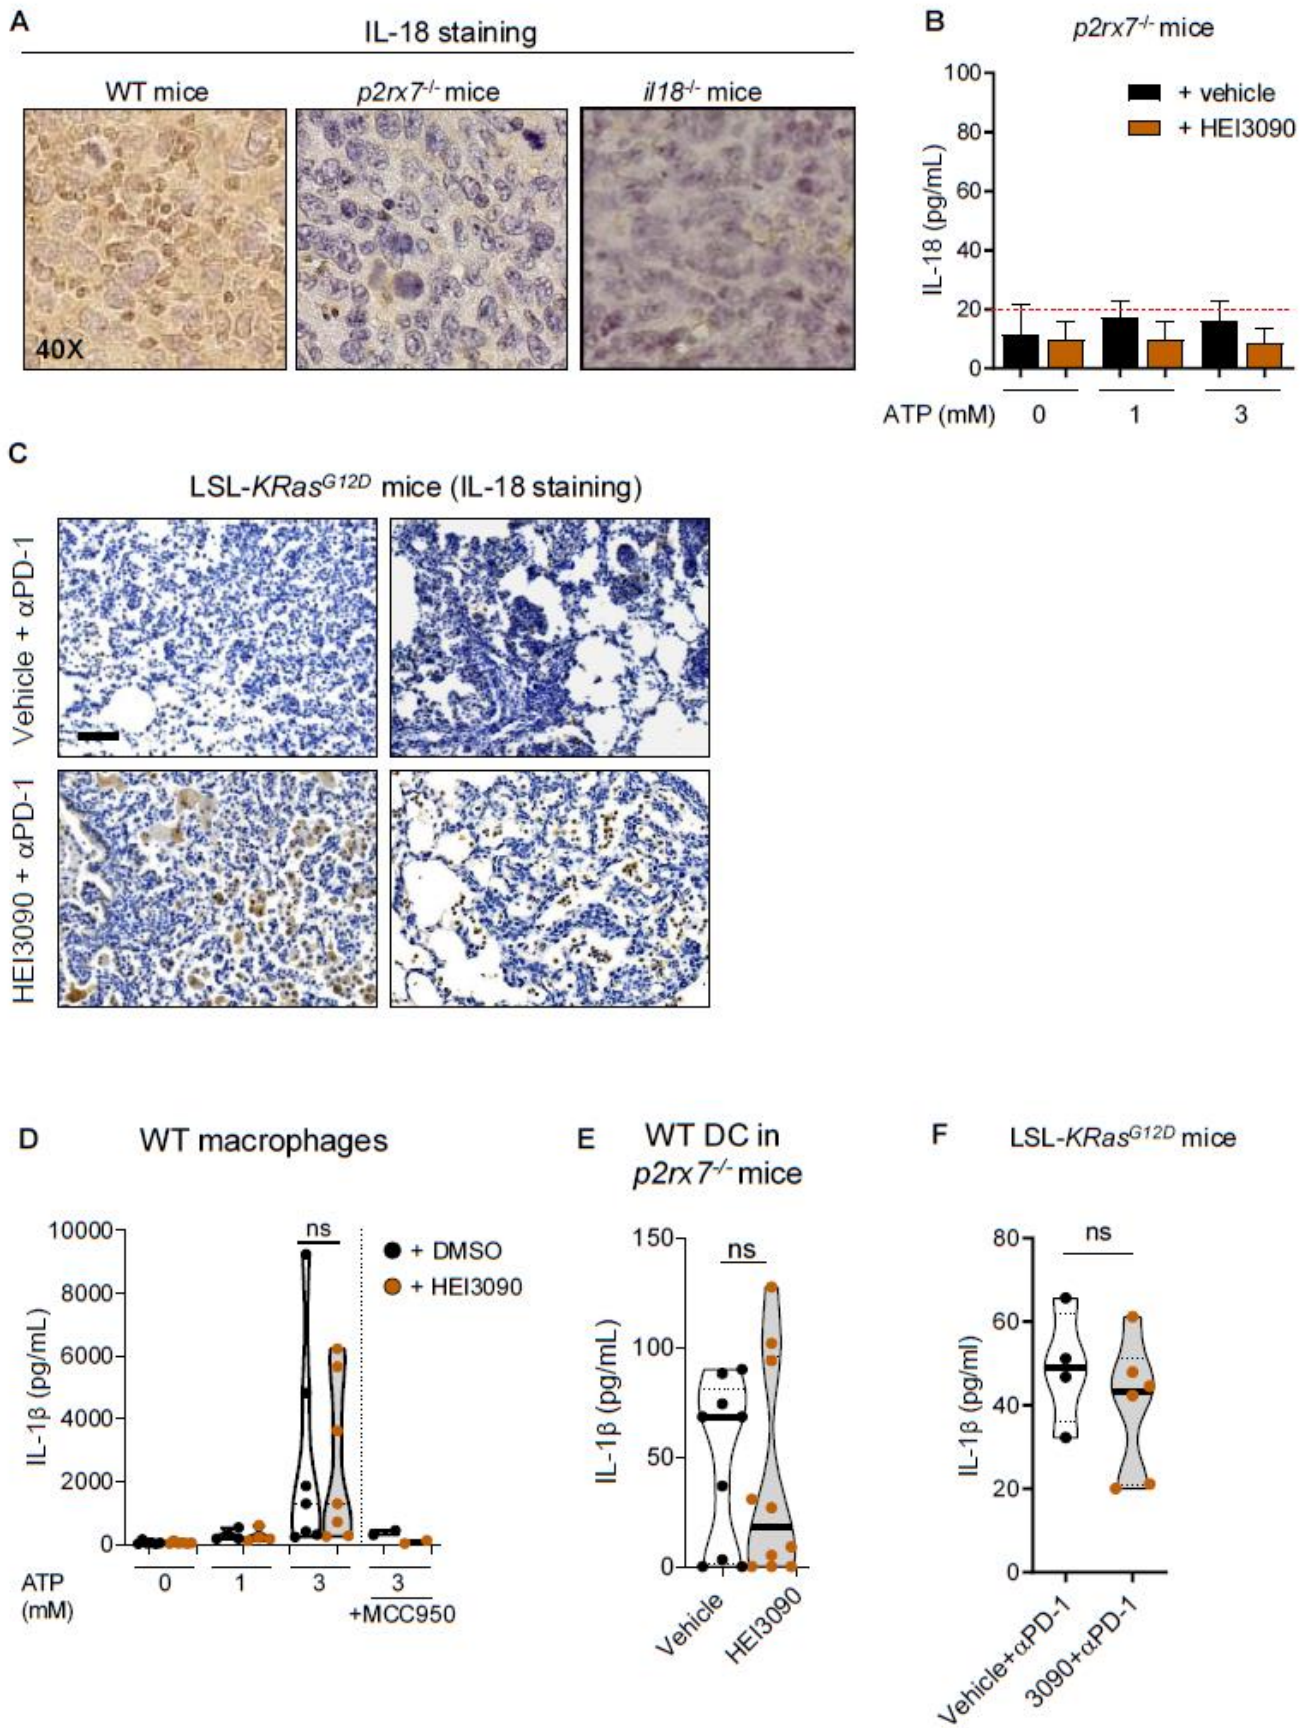 A
IL-18 staining
WT mice
p2rx7-/- mice
il18-/- mice
40X
B
p2rx7-/- mice
100
80
60
40
20
0
IL-18 (pg/mL)
+ vehicle
+ HEI3090
ATP (mM)
0
1
3
C
LSL-KRasG12D mice (IL-18 staining)
Vehicle + αPD-1
HEI3090 + αPD-1
D
WT macrophages
10000
8000
6000
4000
2000
0
IL-1β (pg/mL)
ns
+ DMSO
+ HEI3090
ATP
(mM)
0
1
3
3
+MCC950
E
WT DC in
p2rx7-/- mice
150
100
50
0
IL-1β (pg/mL)
ns
Vehicle
HEI3090
F
LSL-KRasG12D mice
80
60
40
20
0
IL-1β (pg/ml)
ns
Vehicle+αPD-1
3090+αPD-1